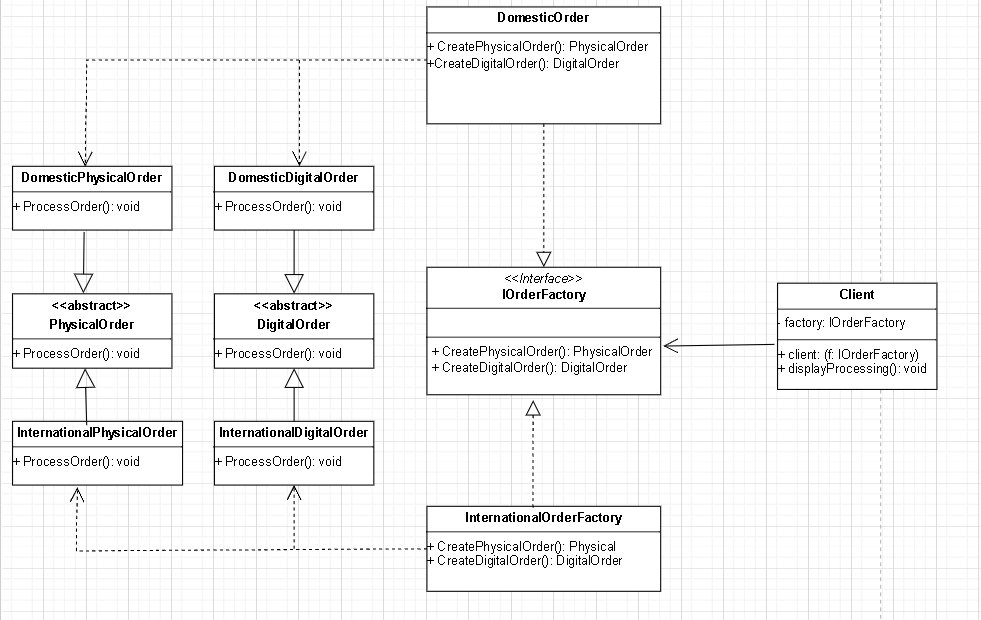 DomesticOrder
+ CreatePhysicalOrder(): PhysicalOrder
+CreateDigitalOrder(): DigitalOrder
DomesticPhysicalOrder
+ ProcessOrder(): void
DomesticDigitalOrder
+ ProcessOrder(): void
<<abstract>>
PhysicalOrder
+ ProcessOrder(): void
<<abstract>>
DigitalOrder
+ ProcessOrder(): void
<<Interface>>
IOrderFactory
+ CreatePhysicalOrder(): PhysicalOrder
+ CreateDigitalOrder(): DigitalOrder
Client
- factory: IOrderFactory
+ client: (f: IOrderFactory)
+ displayProcessing(): void
InternationalPhysicalOrder
+ ProcessOrder(): void
InternationalDigitalOrder
+ ProcessOrder(): void
InternationalOrderFactory
+ CreatePhysicalOrder(): Physical
+ CreateDigitalOrder(): DigitalOrder